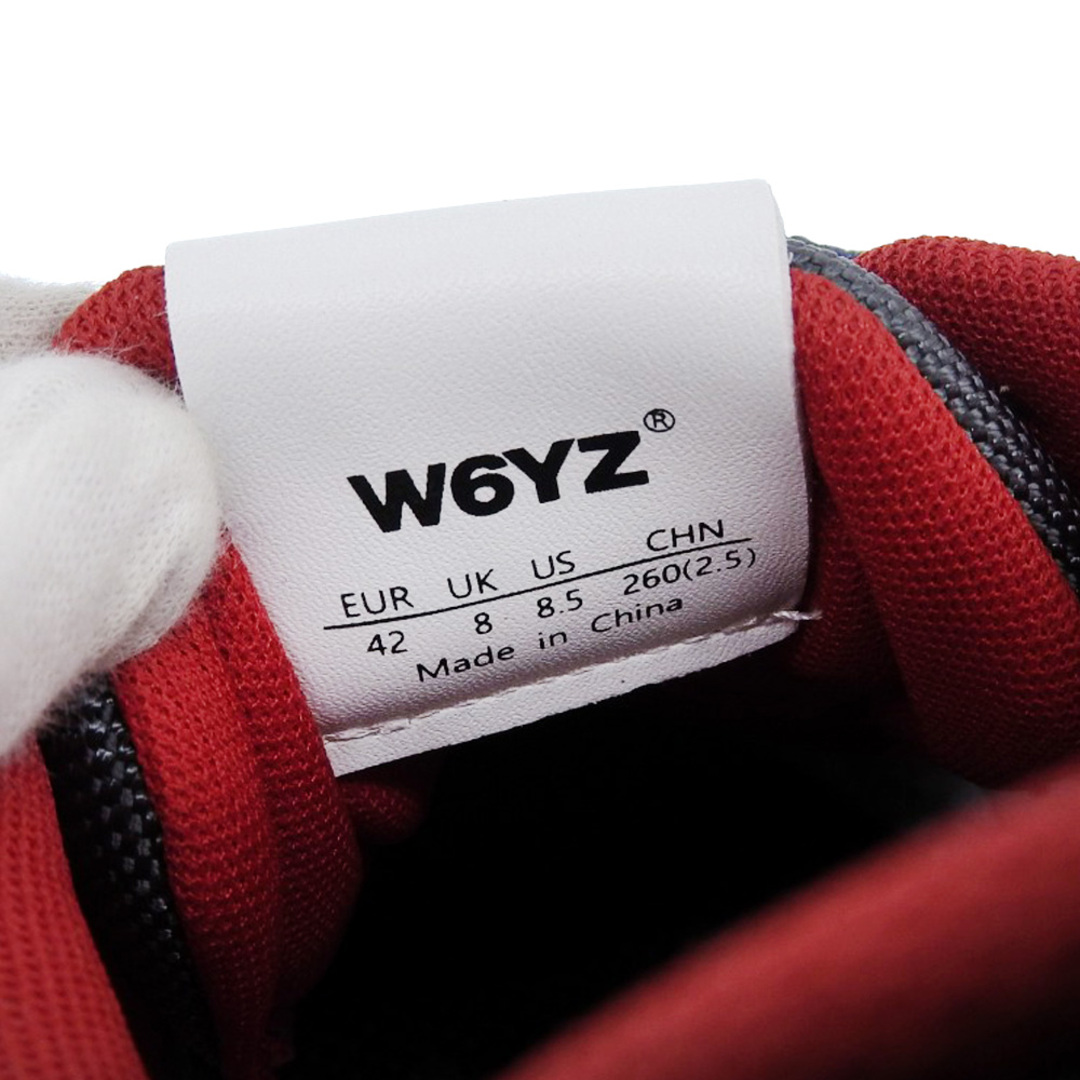 W6YZ®
EUR UK US CHN
42 8 8.5 260(2.5)
Made in China